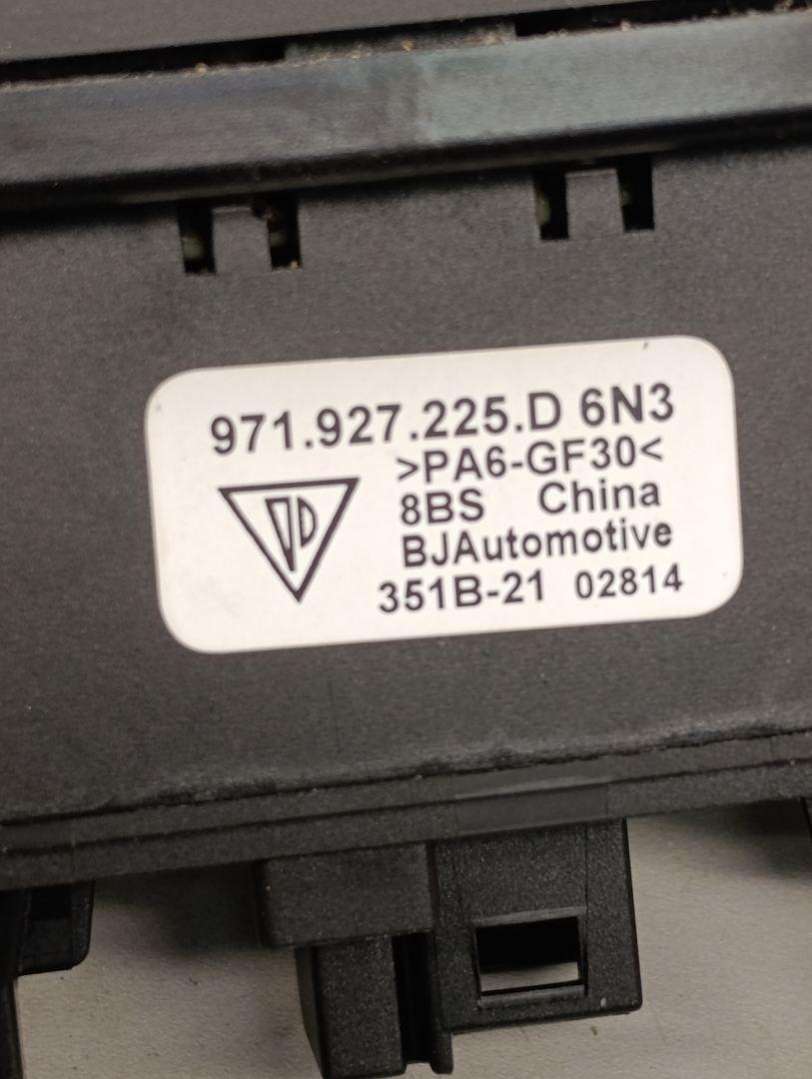 971.927.225.D 6N3
>PA6-GF30<
8BS China
BJAutomotive
351B-21 02814